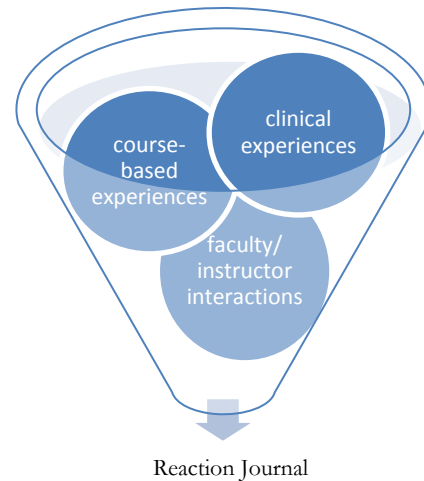 course-
based
experiences
clinical
experiences
faculty/
instructor
interactions
Reaction Journal